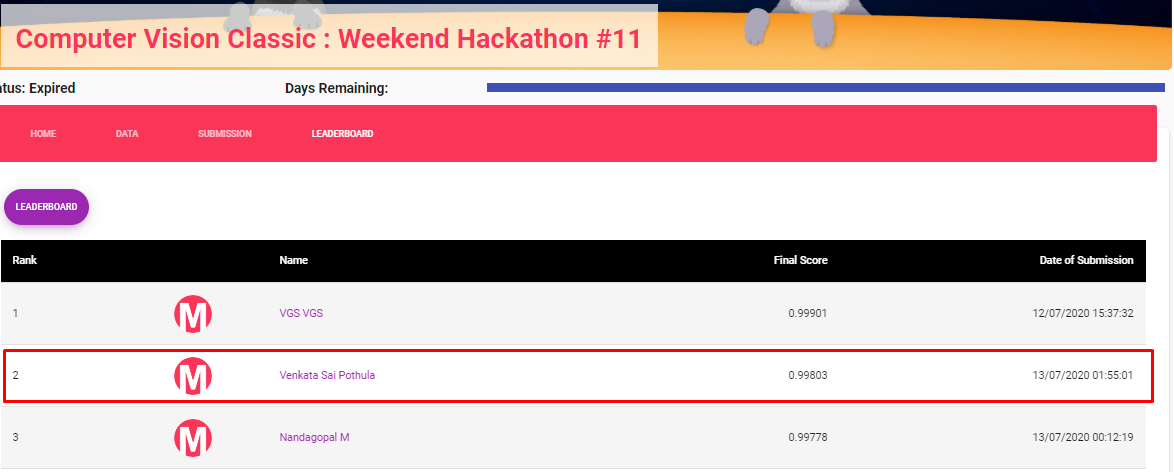 Computer Vision Classic : Weekend Hackathon #11
atus: Expired Days Remaining:
HOME DATA SUBMISSION LEADERBOARD
LEADERBOARD
Rank Name Final Score Date of Submission
1 M VGS VGS 0.99901 12/07/2020 15:37:32
2 M Venkata Sai Pothula 0.99803 13/07/2020 01:55:01
3 M Nandagopal M 0.99778 13/07/2020 00:12:19